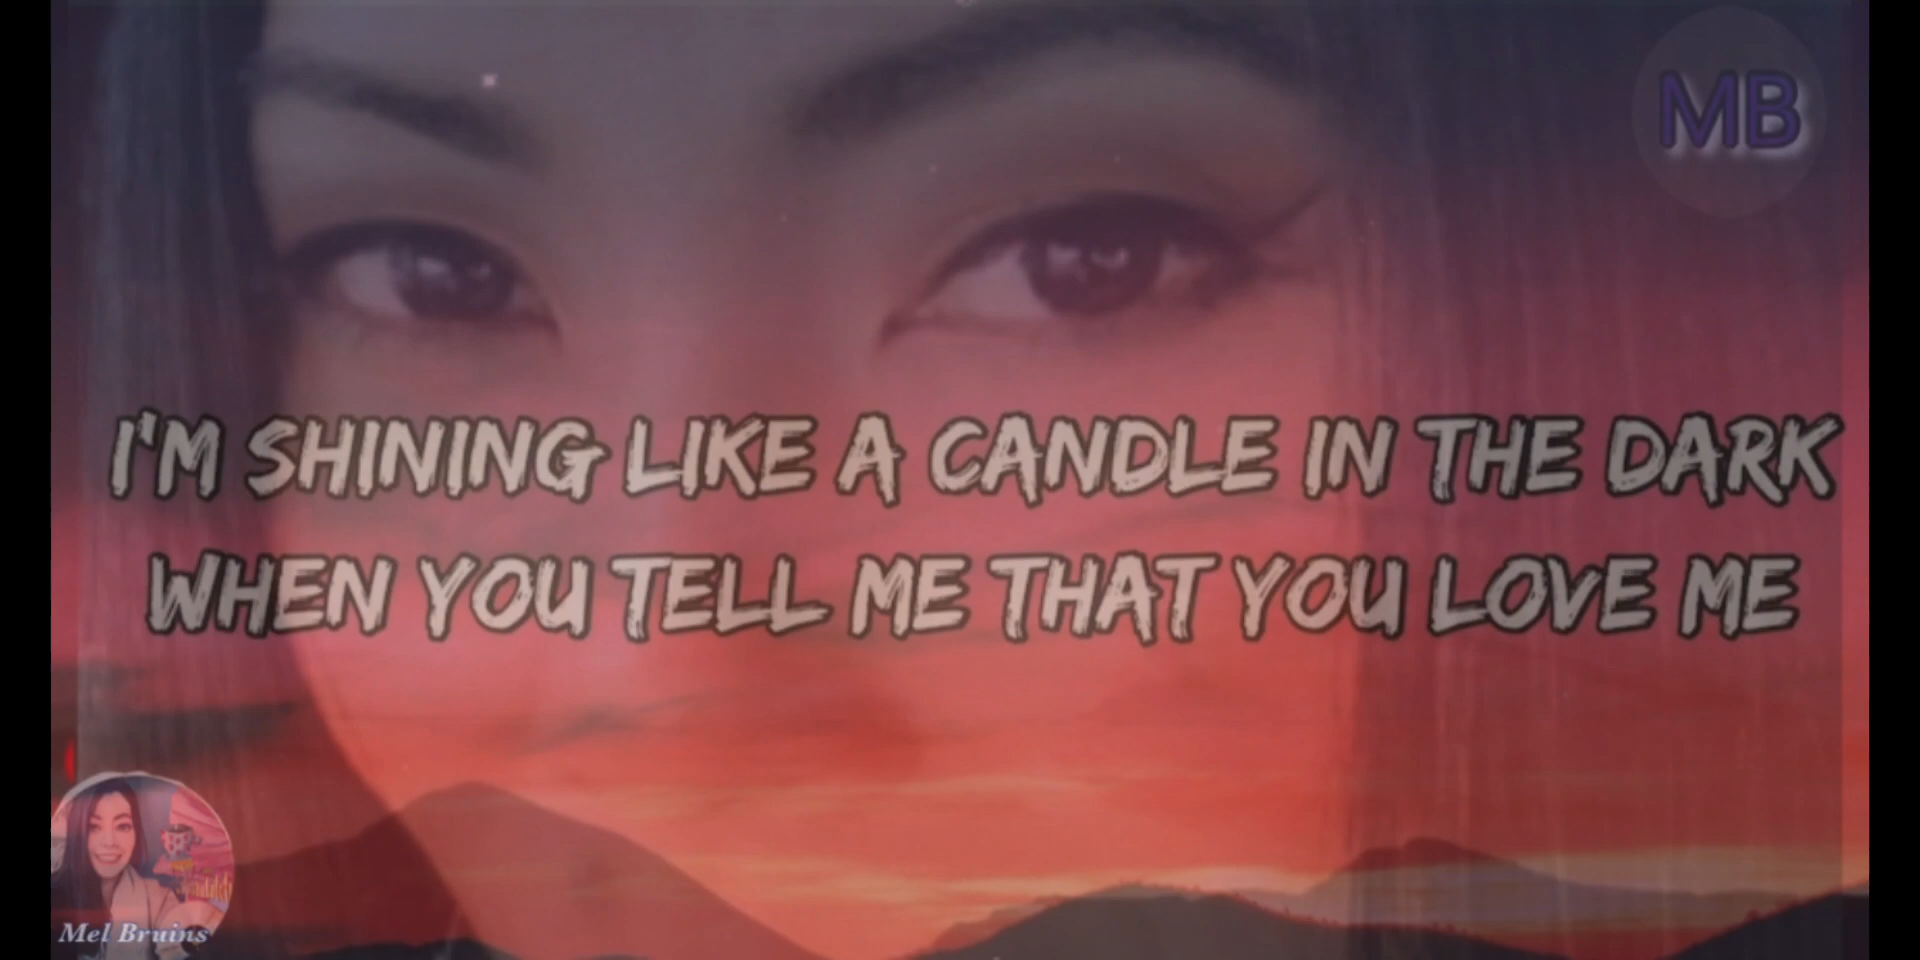 MB
I'M SHINING LIKE A CANDLE IN THE DARK
WHEN YOU TELL ME THAT YOU LOVE ME
Mel Bruins